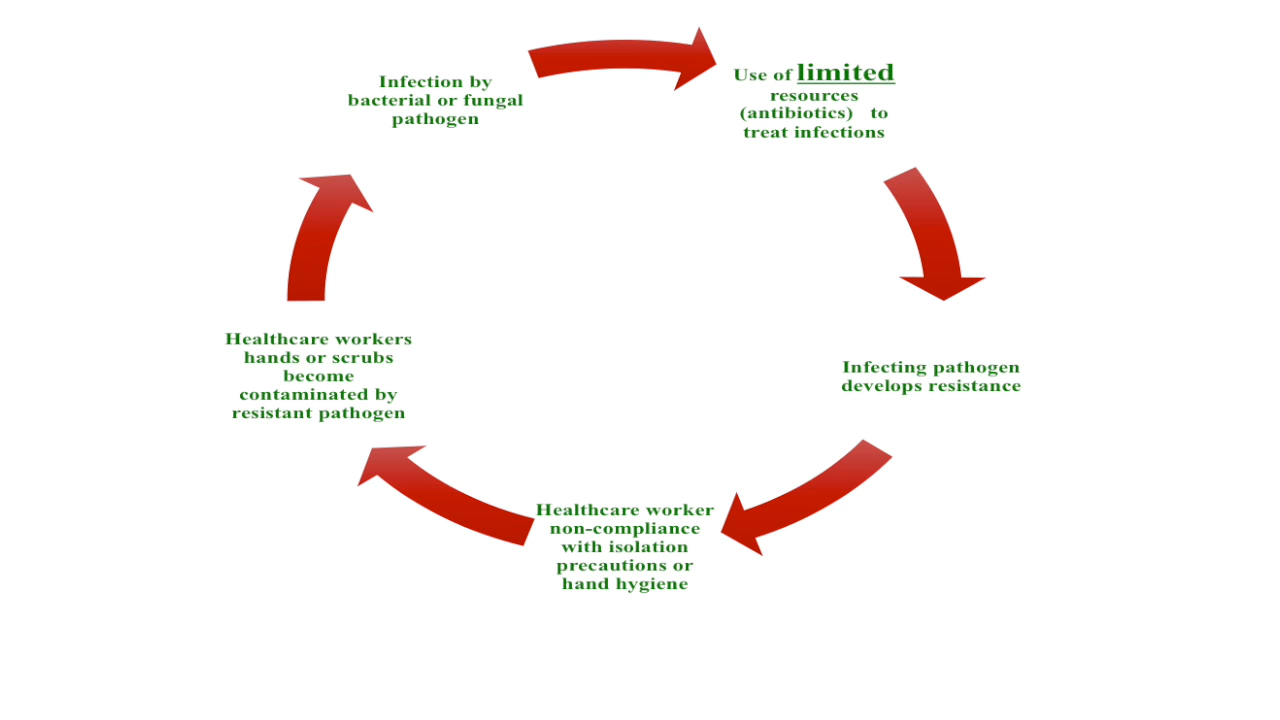 Infection by
bacterial or fungal
pathogen
Use of limited
resources
(antibiotics) to
treat infections
Infecting pathogen
develops resistance
Healthcare worker
non-compliance
with isolation
precautions or
hand hygiene
Healthcare workers
hands or scrubs
become
contaminated by
resistant pathogen